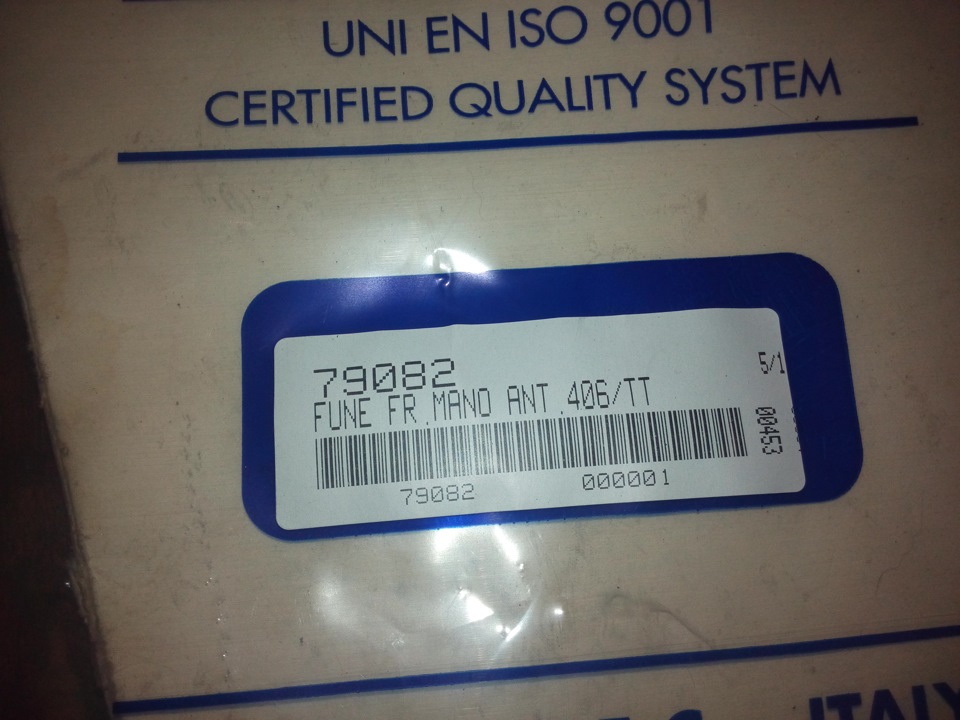 UNI EN ISO 9001
CERTIFIED QUALITY SYSTEM
79082
FUNE FR.MANO ANT .406/TT
5/1
00453
79082 000001
ITALY